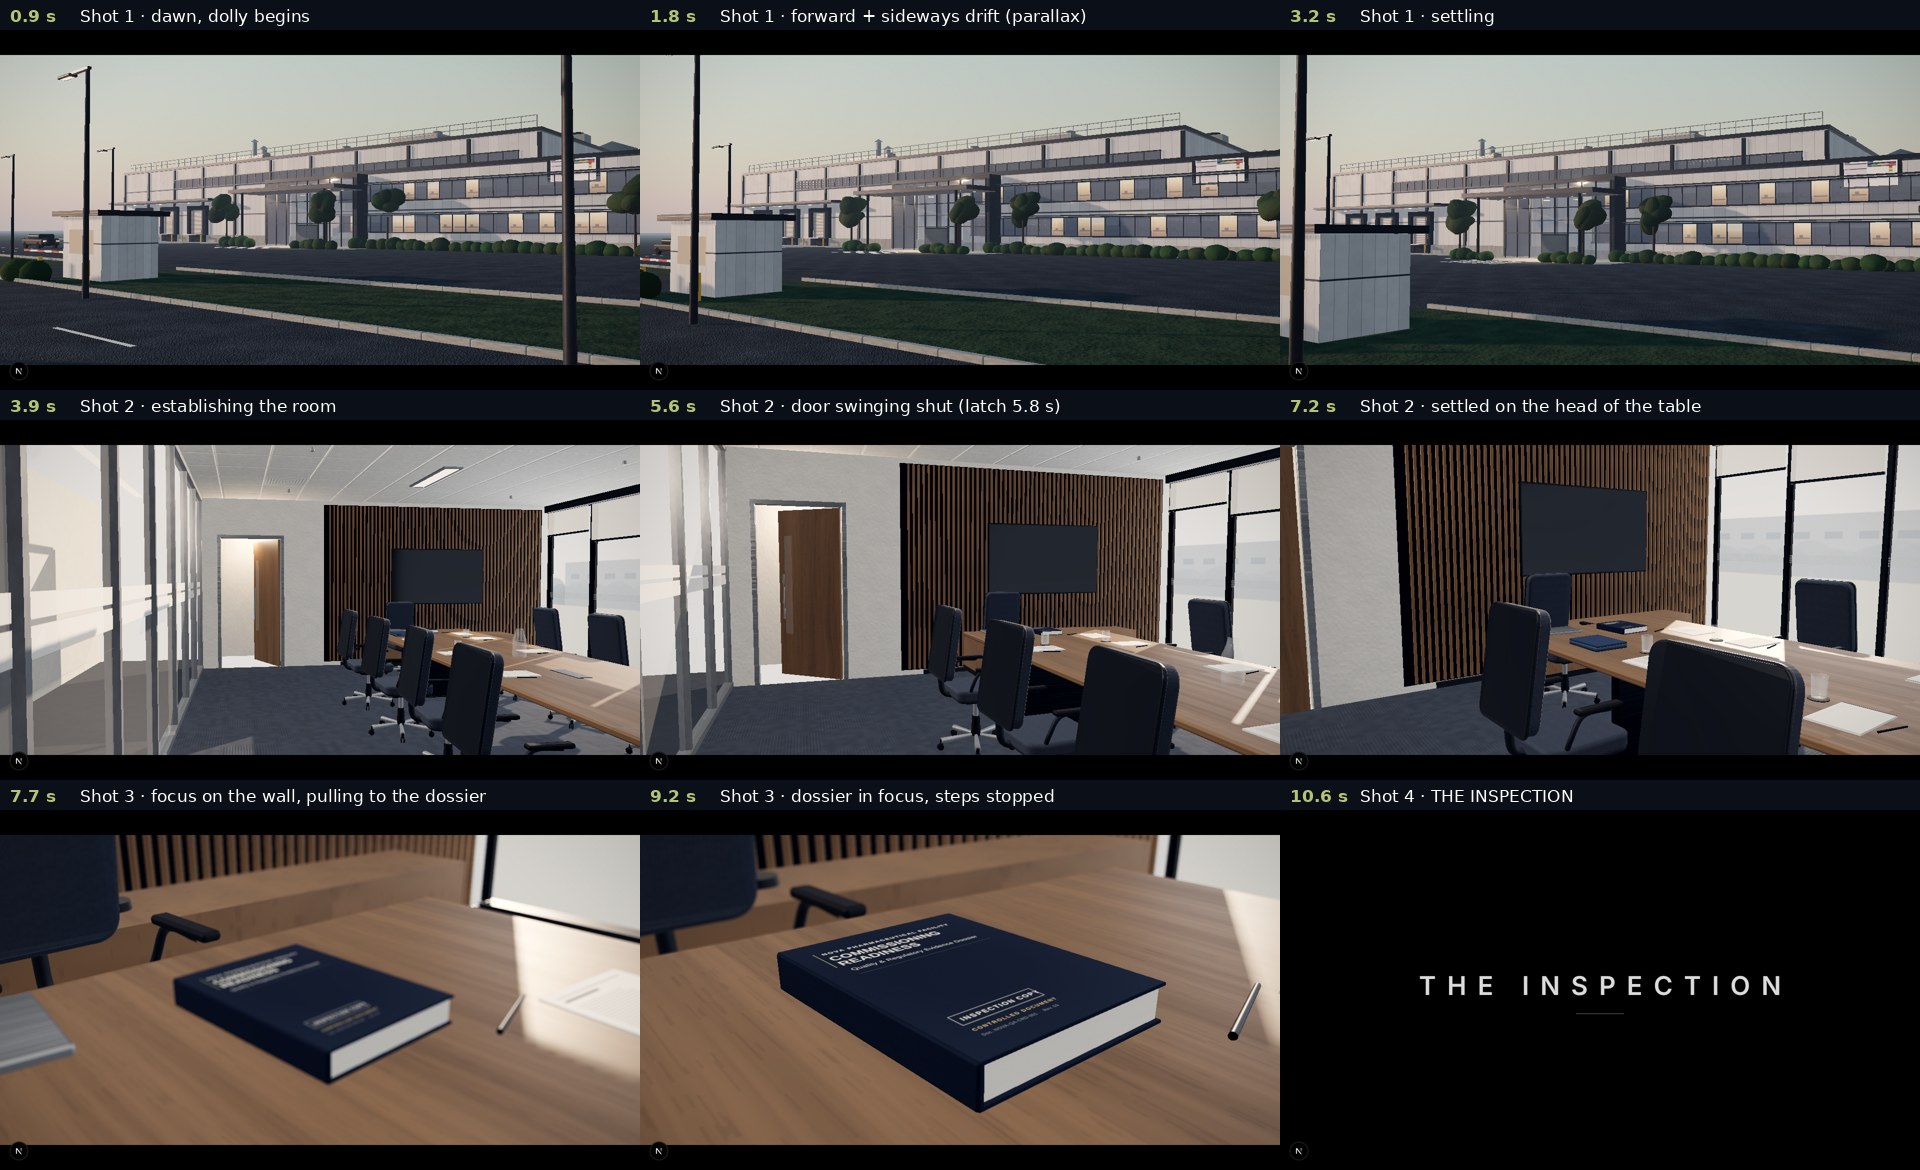 0.9 s Shot 1 · dawn, dolly begins
1.8 s Shot 1 · forward + sideways drift (parallax)
3.2 s Shot 1 · settling
N
N
N
3.9 s Shot 2 · establishing the room
5.6 s Shot 2 · door swinging shut (latch 5.8 s)
7.2 s Shot 2 · settled on the head of the table
N
N
N
7.7 s Shot 3 · focus on the wall, pulling to the dossier
9.2 s Shot 3 · dossier in focus, steps stopped
10.6 s Shot 4 · THE INSPECTION
NOVA PHARMACEUTICAL FACILITY
COMMISSIONING
READINESS
Quality & Regulatory Evidence Dossier
INSPECTION COPY
CONTROLLED DOCUMENT
THE INSPECTION
N
N
N